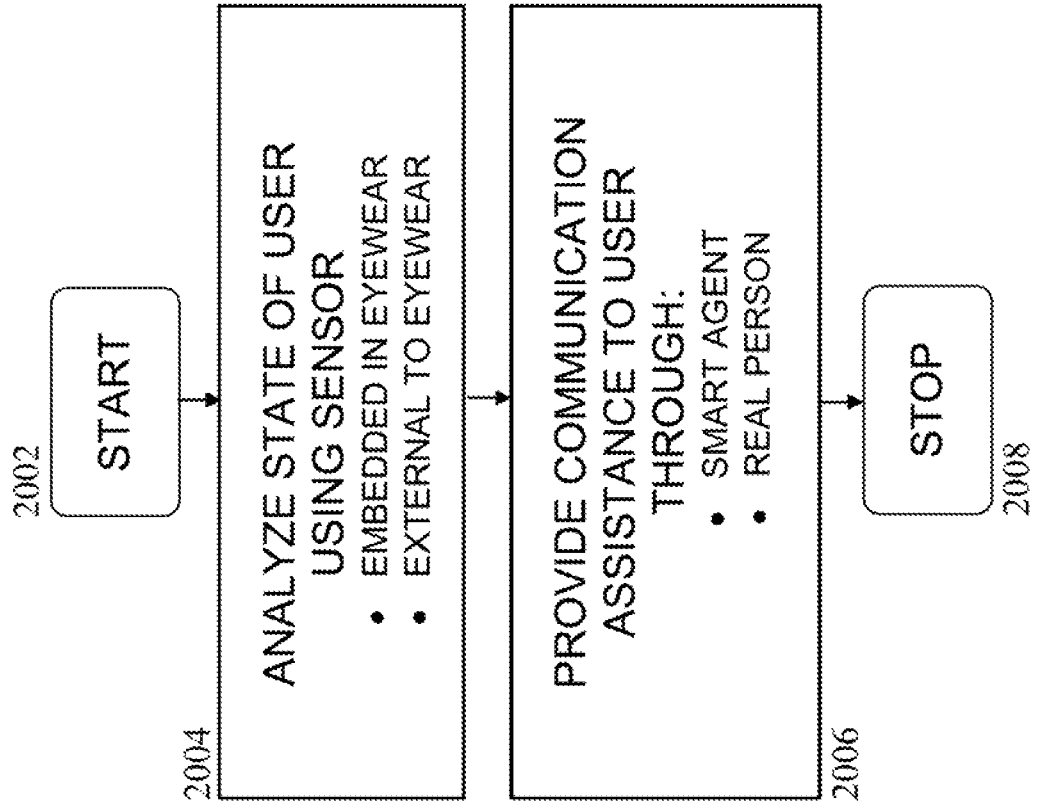 2002
START
2004
ANALYZE STATE OF USER
USING SENSOR
• EMBEDDED IN EYEWEAR
• EXTERNAL TO EYEWEAR
PROVIDE COMMUNICATION
ASSISTANCE TO USER
THROUGH:
• SMART AGENT
• REAL PERSON
2006
STOP
2008